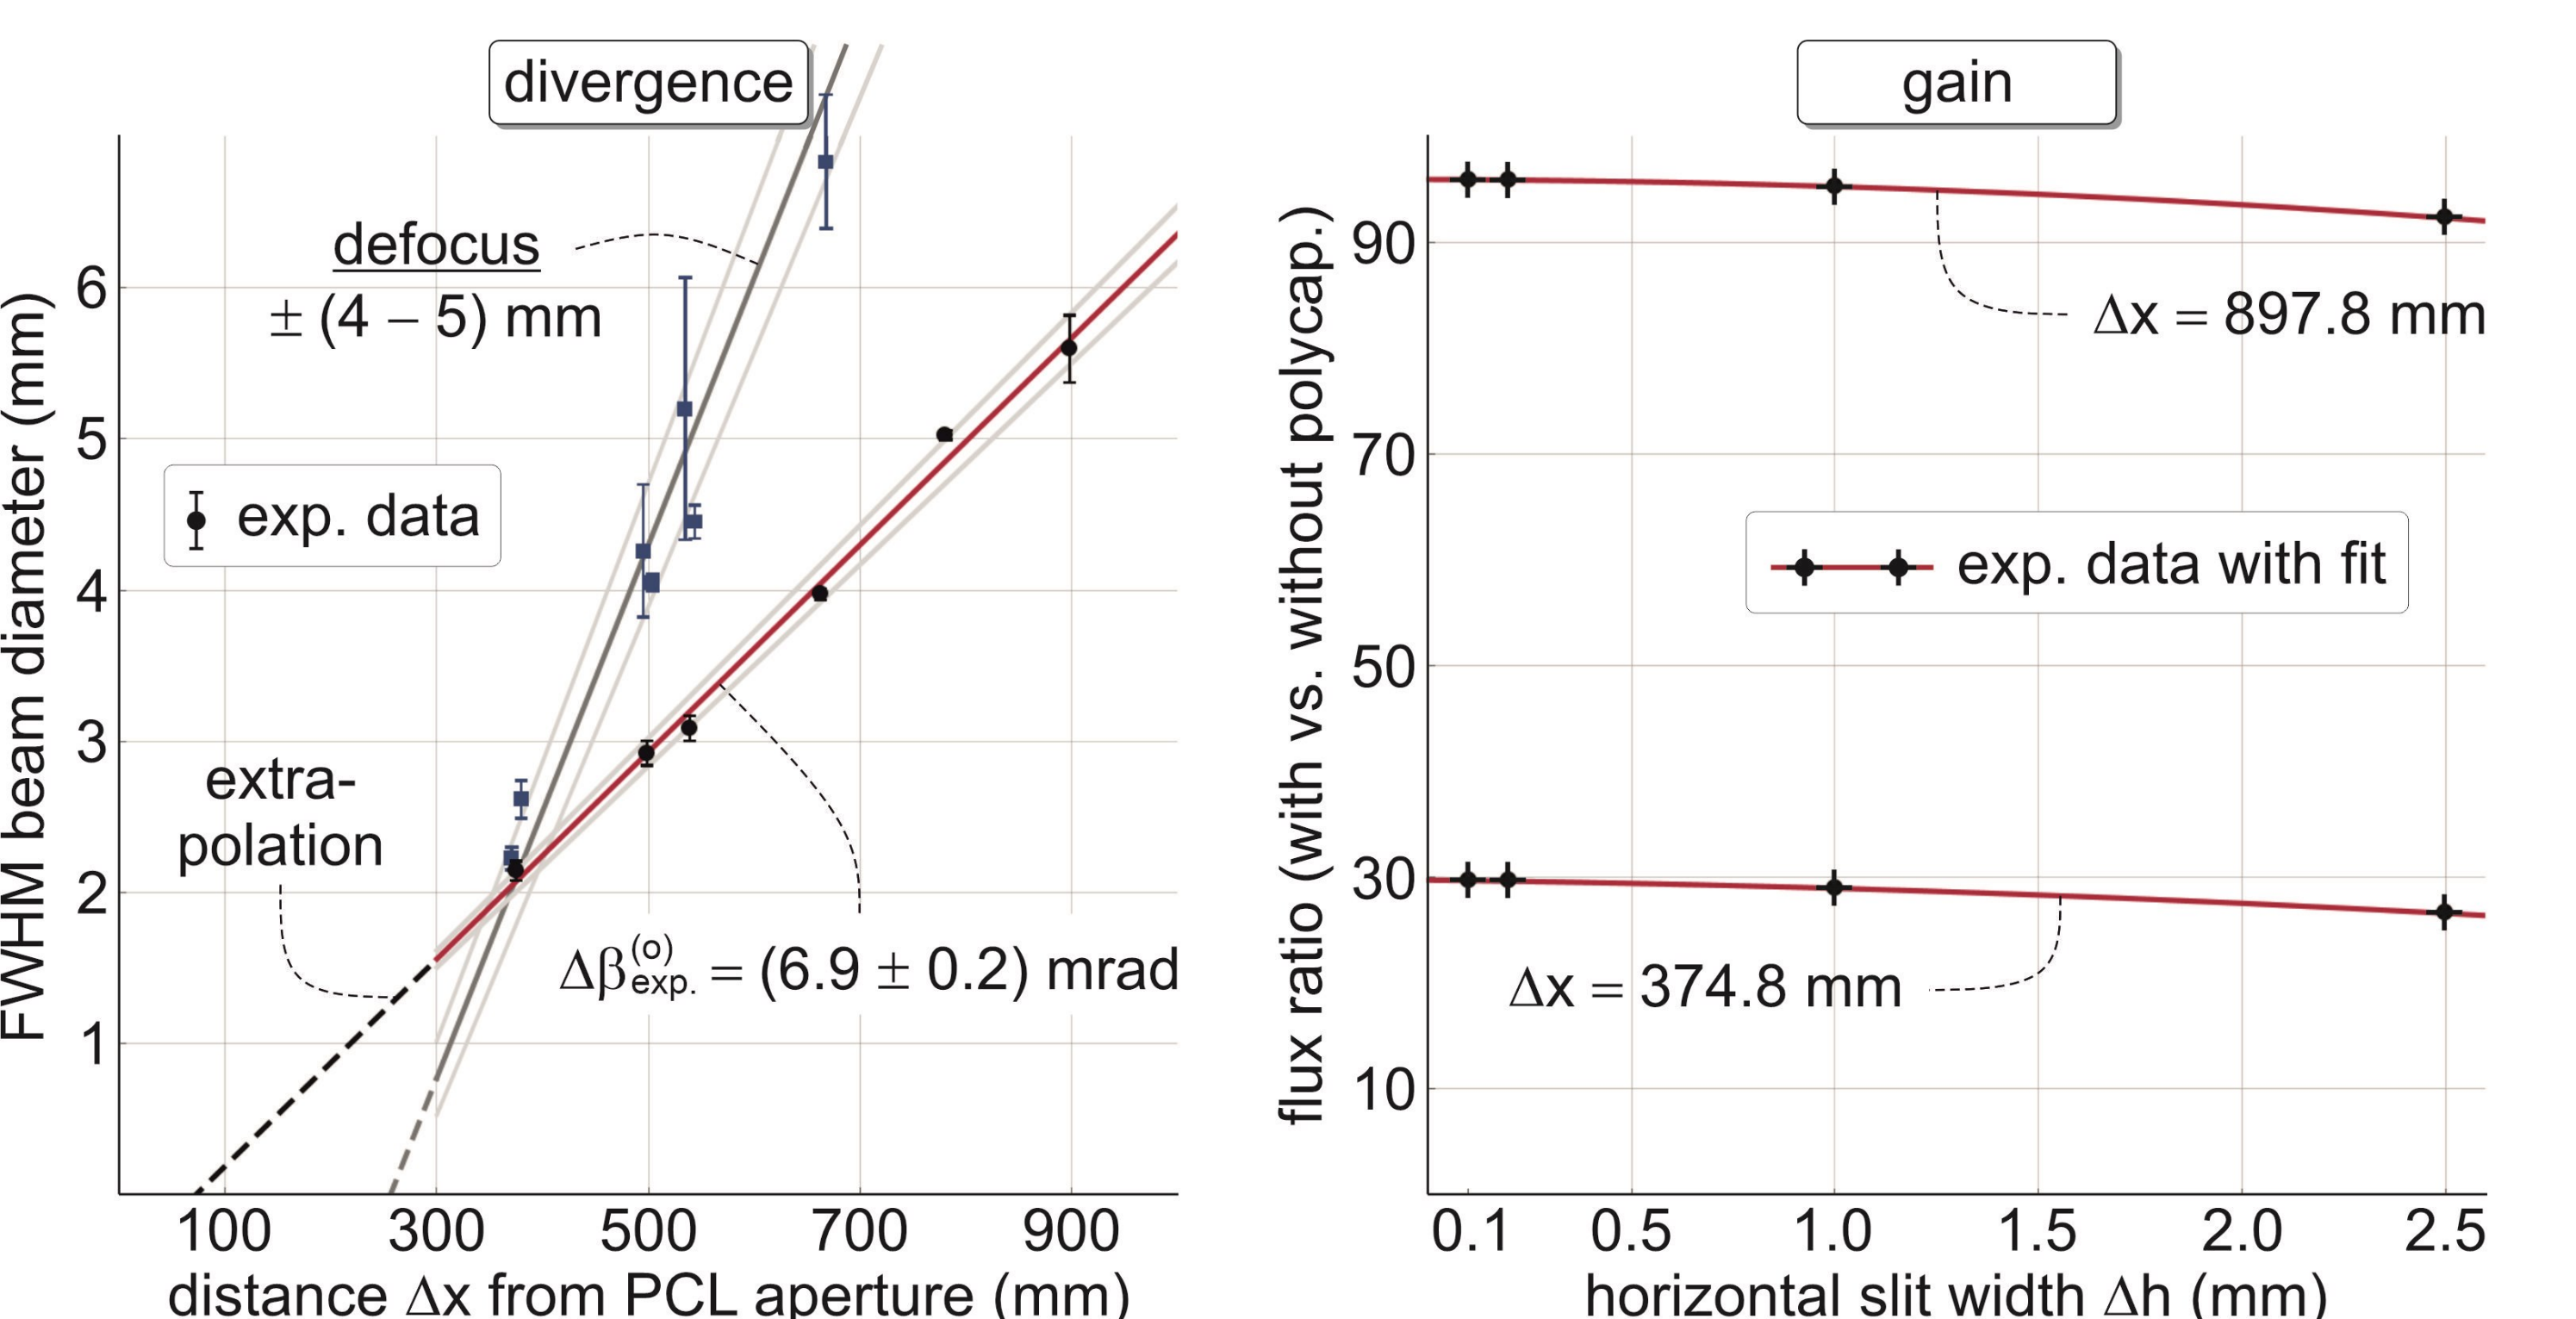 divergence
defocus
± (4 – 5) mm
exp. data
extra-
polation
Δβ(o)exp. = (6.9 ± 0.2) mrad
FWHM beam diameter (mm)
6
5
4
3
2
1
100 300 500 700 900
distance Δx from PCL aperture (mm)
gain
Δx = 897.8 mm
exp. data with fit
Δx = 374.8 mm
flux ratio (with vs. without polycap.)
90
70
50
30
10
0.1 0.5 1.0 1.5 2.0 2.5
horizontal slit width Δh (mm)